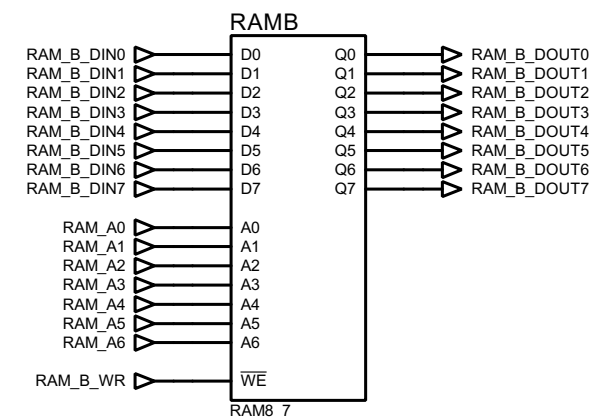 RAMB
RAM_B_DIN0 D0 Q0 RAM_B_DOUT0
RAM_B_DIN1 D1 Q1 RAM_B_DOUT1
RAM_B_DIN2 D2 Q2 RAM_B_DOUT2
RAM_B_DIN3 D3 Q3 RAM_B_DOUT3
RAM_B_DIN4 D4 Q4 RAM_B_DOUT4
RAM_B_DIN5 D5 Q5 RAM_B_DOUT5
RAM_B_DIN6 D6 Q6 RAM_B_DOUT6
RAM_B_DIN7 D7 Q7 RAM_B_DOUT7
RAM_A0 A0
RAM_A1 A1
RAM_A2 A2
RAM_A3 A3
RAM_A4 A4
RAM_A5 A5
RAM_A6 A6
RAM_B_WR WE
RAM8_7